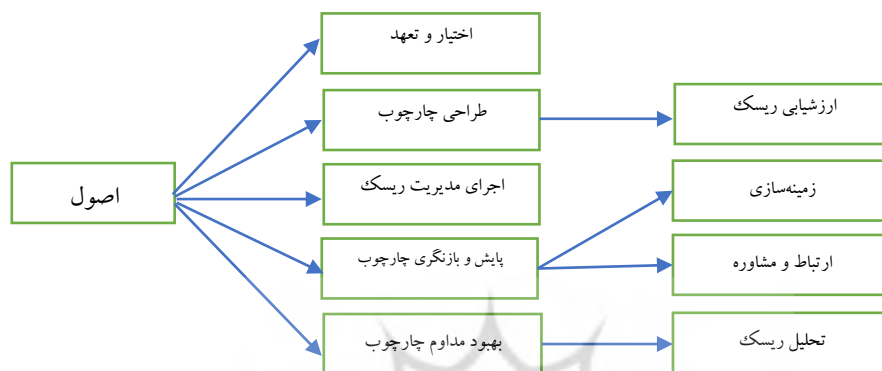 اصول
اختیار و تعهد
طراحی چارچوب
اجرای مدیریت ریسک
پایش و بازنگری چارچوب
بهبود مداوم چارچوب
ارزشیابی ریسک
زمینه‌سازی
ارتباط و مشاوره
تحلیل ریسک